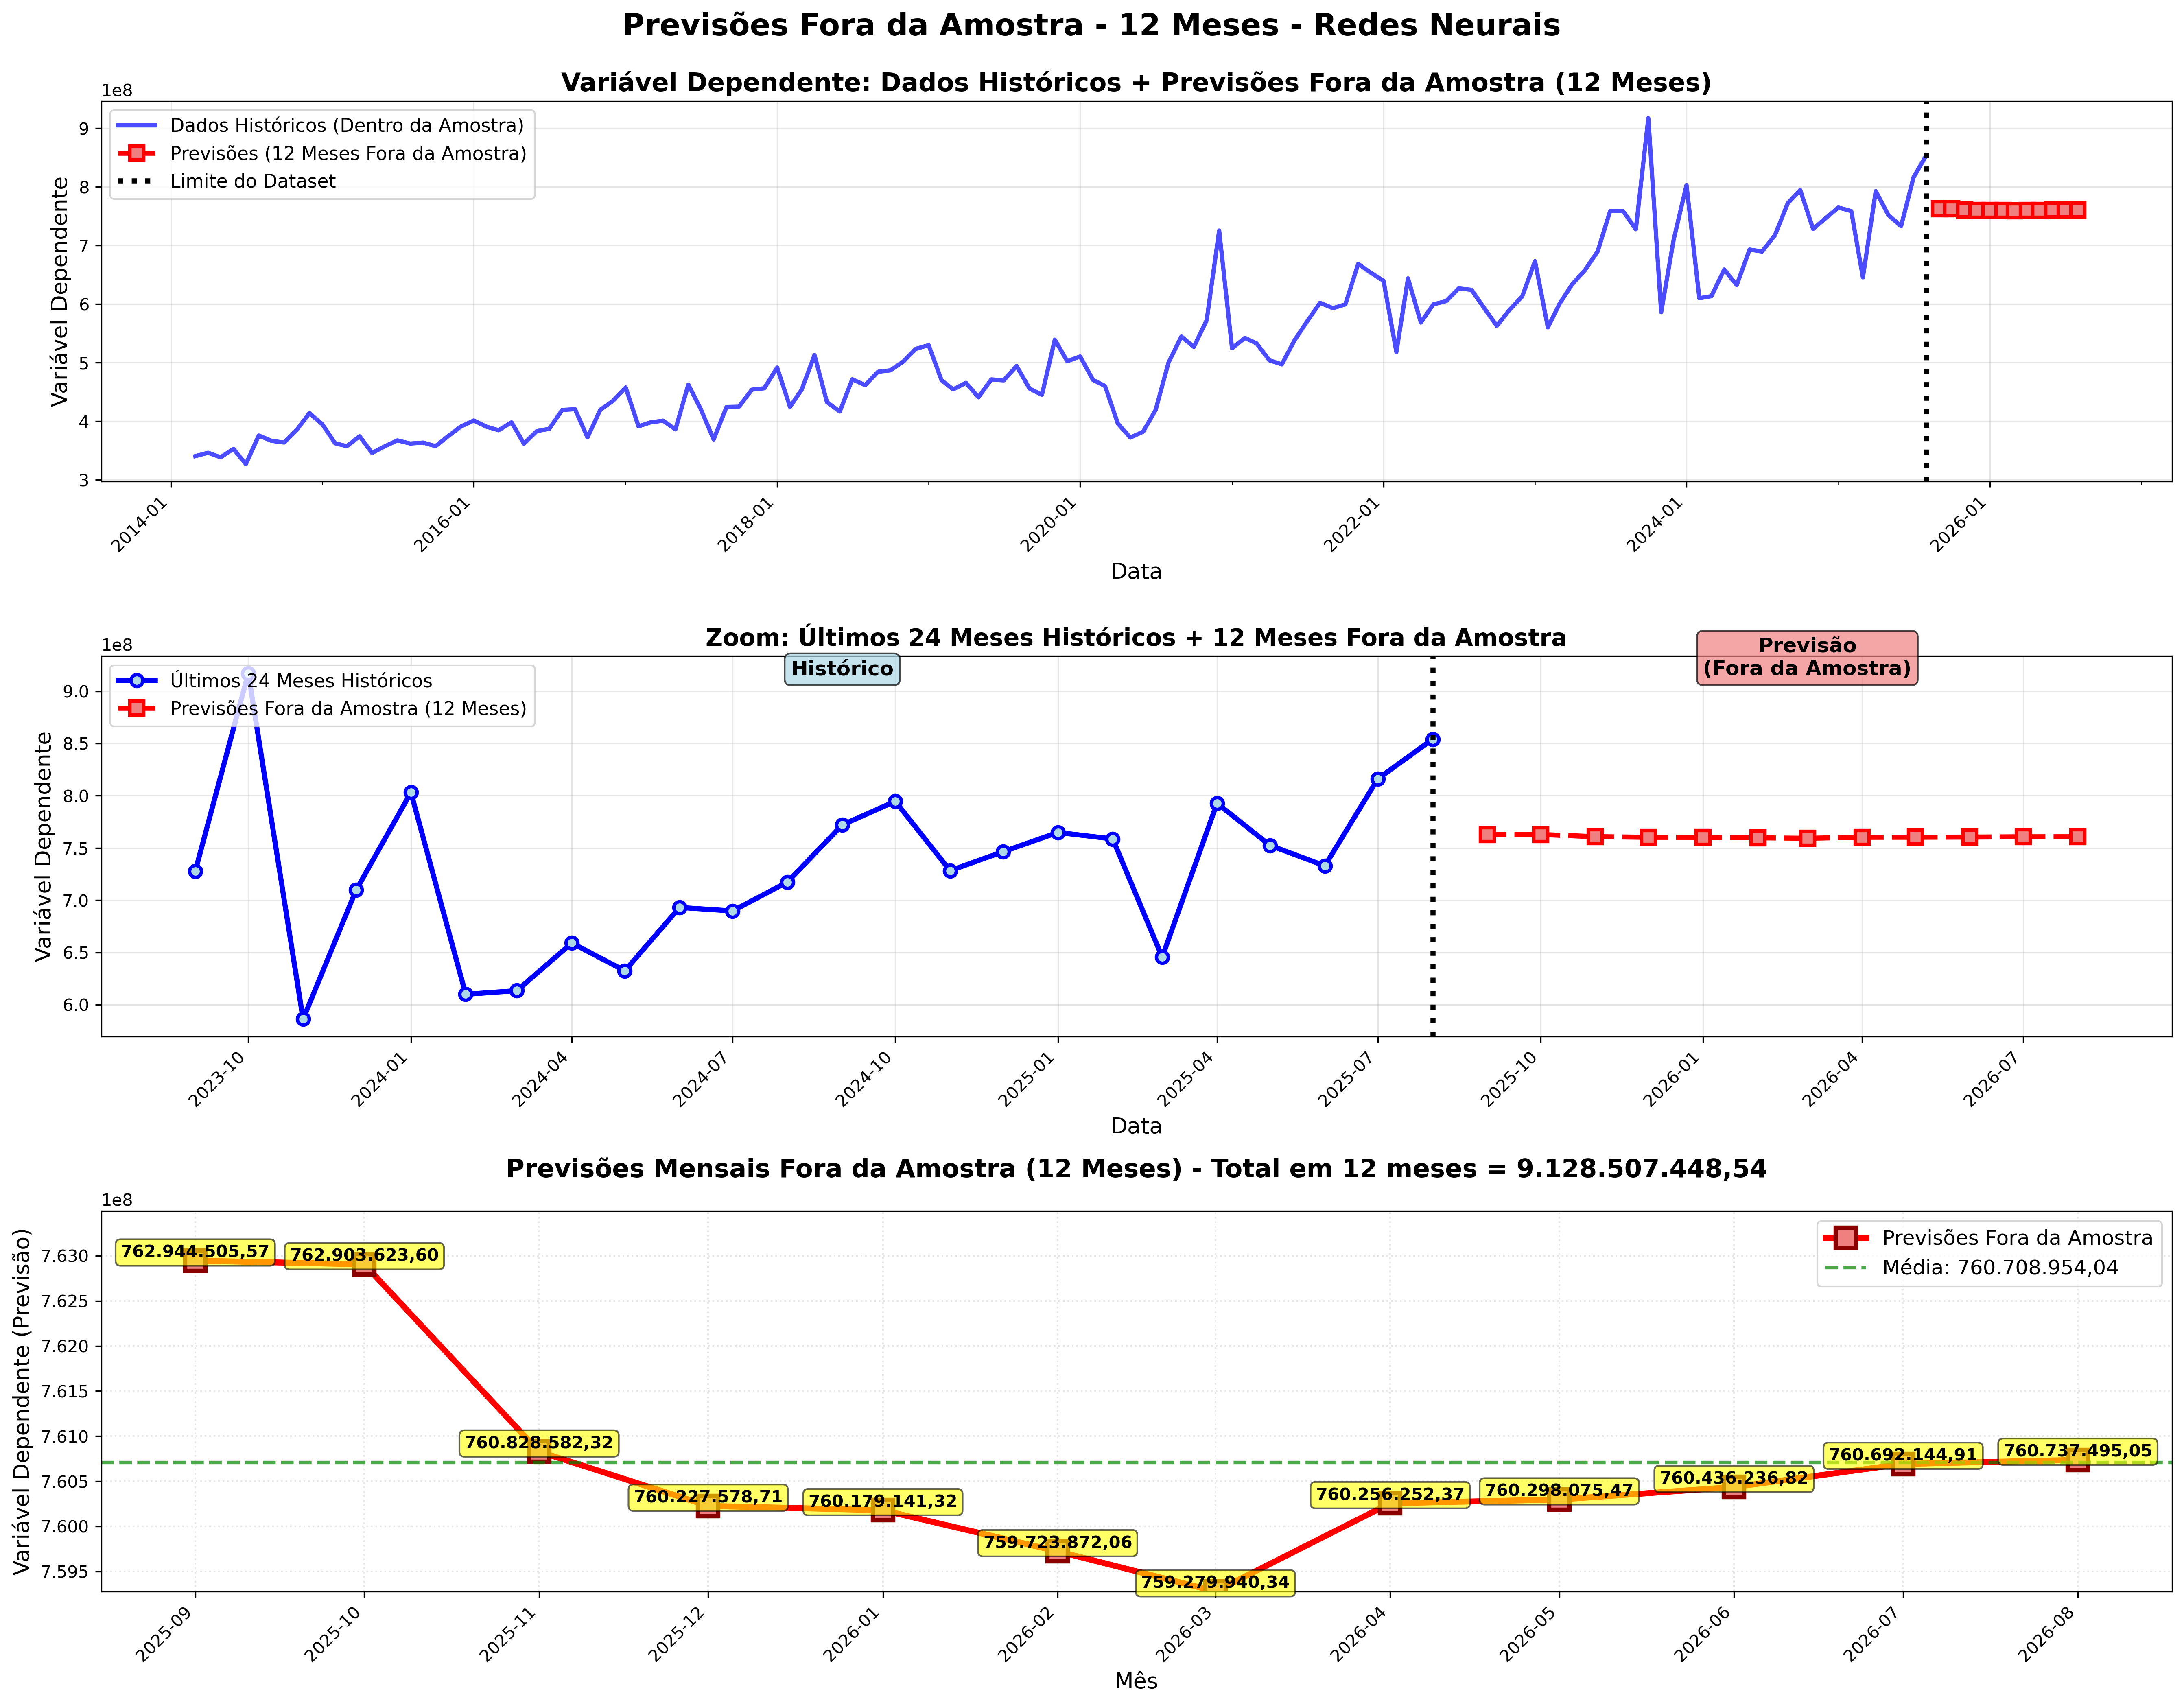 Previsões Fora da Amostra - 12 Meses - Redes Neurais
Variável Dependente: Dados Históricos + Previsões Fora da Amostra (12 Meses)
1e8
Dados Históricos (Dentro da Amostra)
Previsões (12 Meses Fora da Amostra)
Limite do Dataset
Variável Dependente
9
8
7
6
5
4
3
2014-01
2016-01
2018-01
2020-01
2022-01
2024-01
2026-01
Data
Zoom: Últimos 24 Meses Históricos + 12 Meses Fora da Amostra
1e8
Histórico
Previsão
(Fora da Amostra)
Últimos 24 Meses Históricos
Previsões Fora da Amostra (12 Meses)
Variável Dependente
9.0
8.5
8.0
7.5
7.0
6.5
6.0
2023-10
2024-01
2024-04
2024-07
2024-10
2025-01
2025-04
2025-07
2025-10
2026-01
2026-04
2026-07
Data
Previsões Mensais Fora da Amostra (12 Meses) - Total em 12 meses = 9.128.507.448,54
1e8
Previsões Fora da Amostra
Média: 760.708.954,04
Variável Dependente (Previsão)
7.630
7.625
7.620
7.615
7.610
7.605
7.600
7.595
762.944.505,57
762.903.623,60
760.828.582,32
760.227.578,71
760.179.141,32
759.723.872,06
759.279.940,34
760.256.252,37
760.298.075,47
760.436.236,82
760.692.144,91
760.737.495,05
2025-09
2025-10
2025-11
2025-12
2026-01
2026-02
2026-03
2026-04
2026-05
2026-06
2026-07
2026-08
Mês